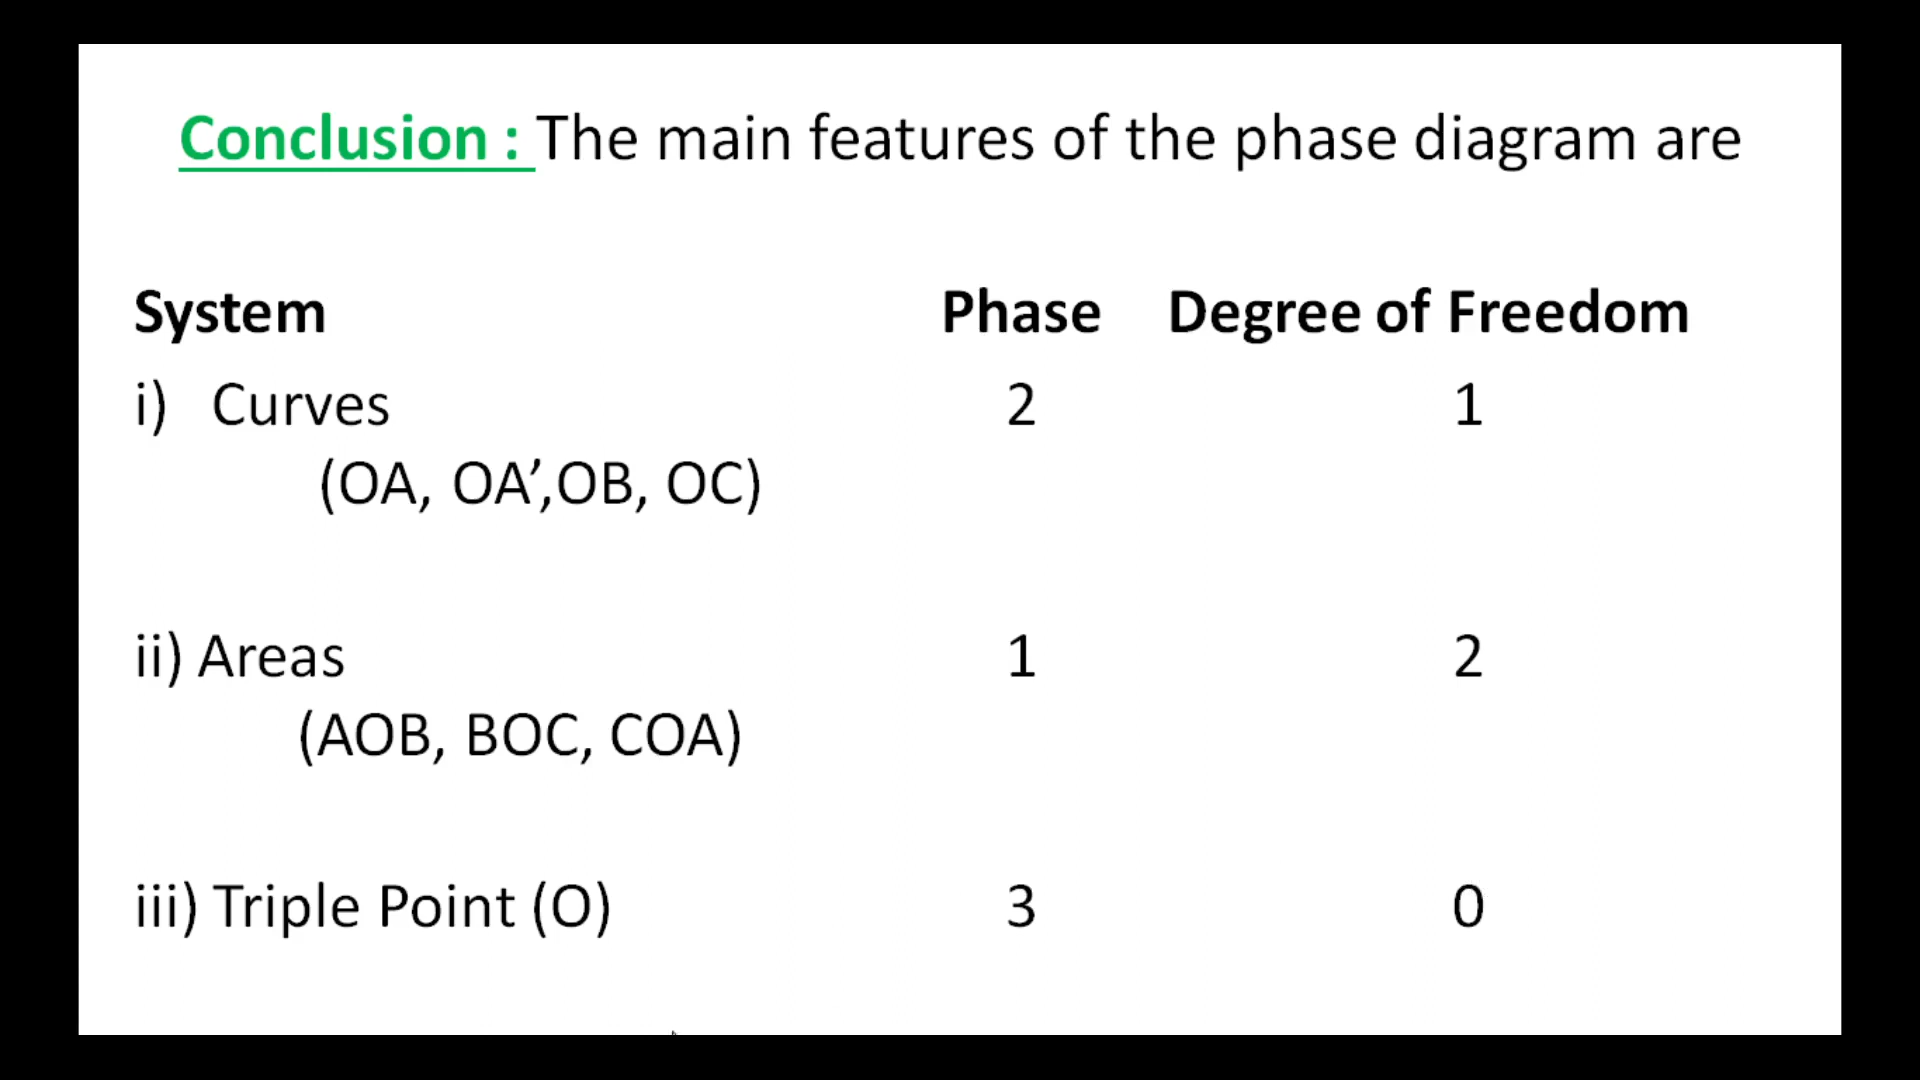 Conclusion : The main features of the phase diagram are
System Phase Degree of Freedom
i) Curves 2 1
(OA, OA’,OB, OC)
ii) Areas 1 2
(AOB, BOC, COA)
iii) Triple Point (O) 3 0